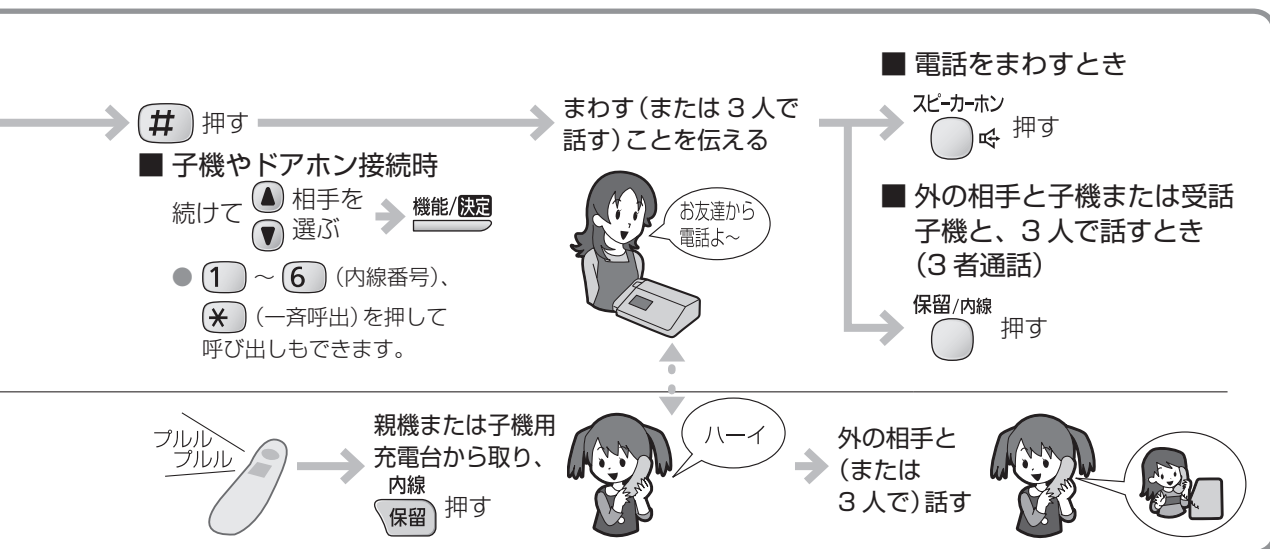 # 押す
■ 子機やドアホン接続時
続けて ▲ 相手を
▼ 選ぶ
機能/決定
● 1 ~ 6 (内線番号)、
＊ (一斉呼出)を押して
呼び出しもできます。
まわす(または 3 人で
話す)ことを伝える
お友達から
電話よ～
■ 電話をまわすとき
スピーカーホン
押す
■ 外の相手と子機または受話
子機と、3 人で話すとき
(3 者通話)
保留/内線
押す
プルル
プルル
親機または子機用
充電台から取り、
内線
保留 押す
ハーイ
外の相手と
(または
3 人で)話す